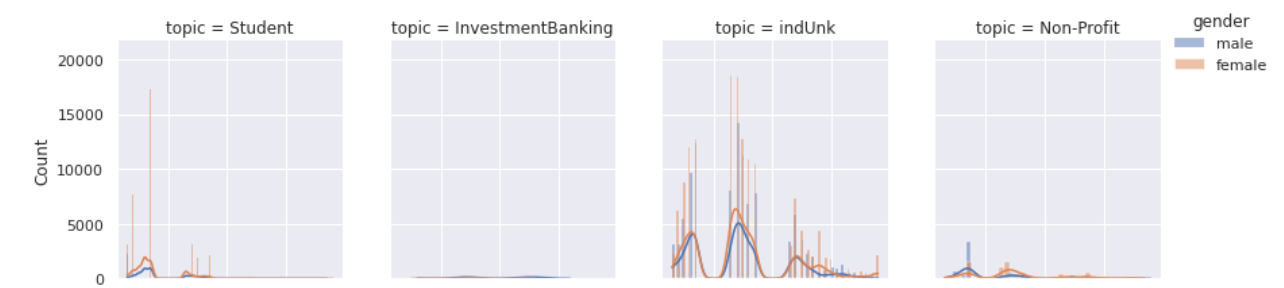 topic = Student
topic = InvestmentBanking
topic = indUnk
topic = Non-Profit
gender
male
female
Count
20000
15000
10000
5000
0